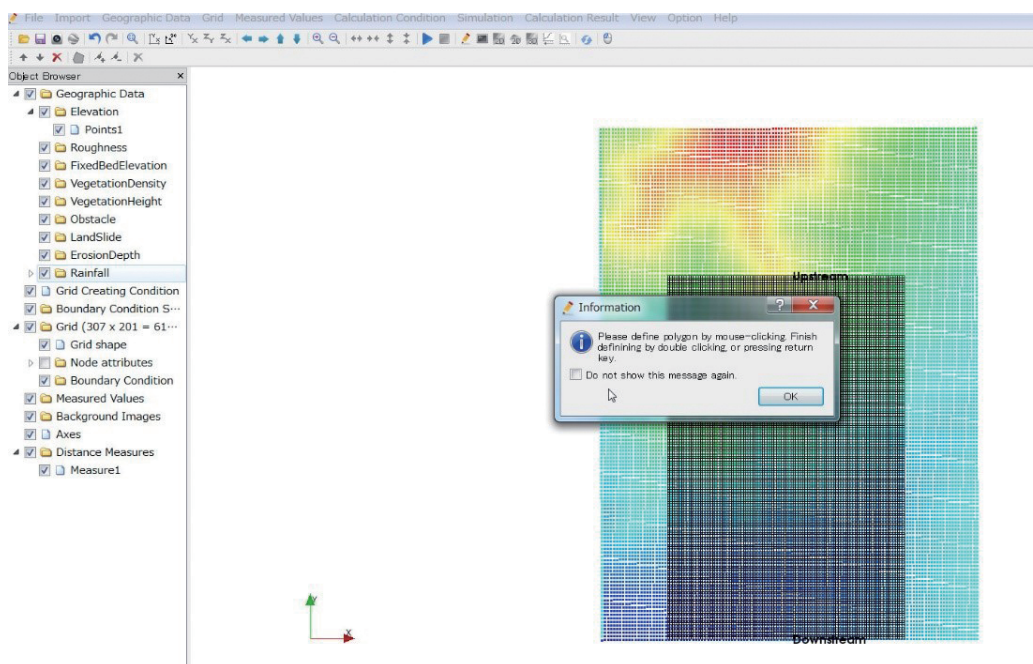 File Import Geographic Data Grid Measured Values Calculation Condition Simulation Calculation Result View Option Help
Object Browser
Geographic Data
Elevation
Points1
Roughness
FixedBedElevation
VegetationDensity
VegetationHeight
Obstacle
LandSlide
ErosionDepth
Rainfall
Grid Creating Condition
Boundary Condition S···
Grid (307 x 201 = 61···
Grid shape
Node attributes
Boundary Condition
Measured Values
Background Images
Axes
Distance Measures
Measure1
Upstream
Information
Please define polygon by mouse-clicking. Finish
definining by double clicking, or pressing return
key.
Do not show this message again.
OK
Downstream
Y
X